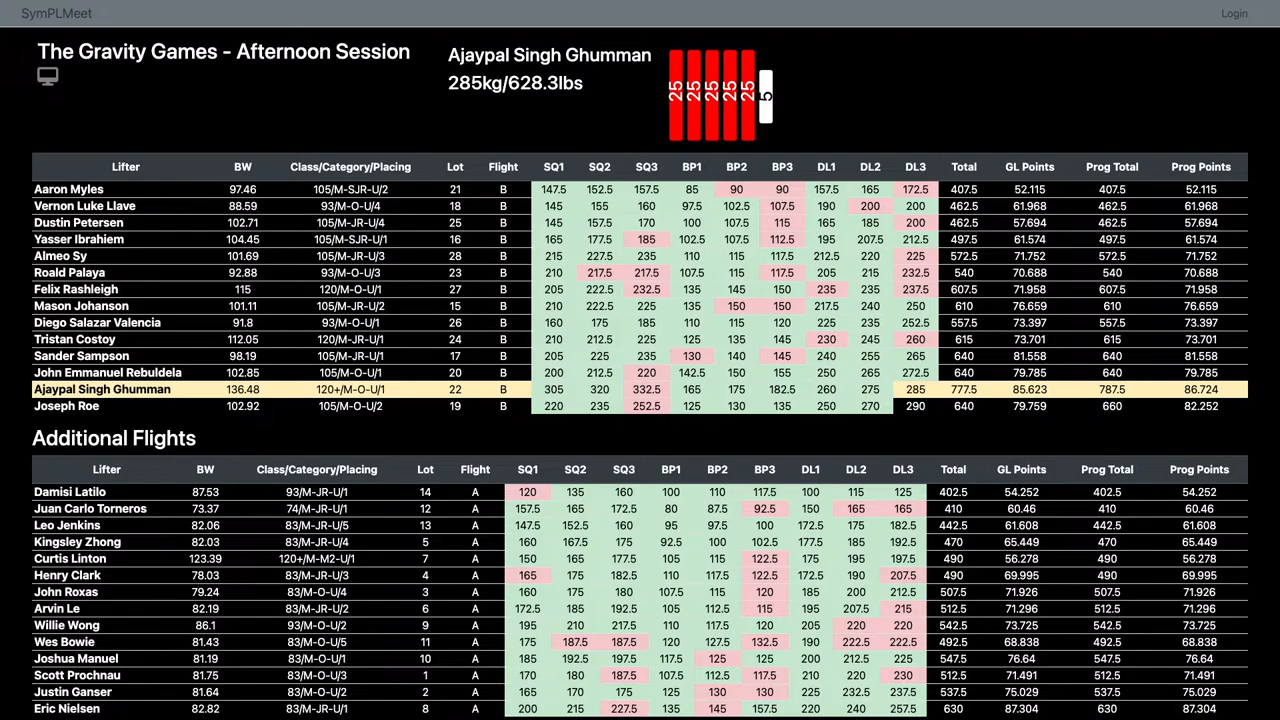 SymPLMeet Login
The Gravity Games - Afternoon Session
Ajaypal Singh Ghumman
285kg/628.3lbs
25 25 25 25 25 5
Lifter BW Class/Category/Placing Lot Flight SQ1 SQ2 SQ3 BP1 BP2 BP3 DL1 DL2 DL3 Total GL Points Prog Total Prog Points
Aaron Myles 97.46 105/M-SJR-U/2 21 B 147.5 152.5 157.5 85 90 90 157.5 165 172.5 407.5 52.115 407.5 52.115
Vernon Luke Llave 88.59 93/M-O-U/4 18 B 145 155 160 97.5 102.5 107.5 190 200 200 462.5 61.968 462.5 61.968
Dustin Petersen 102.71 105/M-JR-U/4 25 B 145 157.5 170 100 107.5 115 165 185 200 462.5 57.694 462.5 57.694
Yasser Ibrahiem 104.45 105/M-SJR-U/1 16 B 165 177.5 185 102.5 107.5 112.5 195 207.5 212.5 497.5 61.574 497.5 61.574
Almeo Sy 101.69 105/M-JR-U/3 28 B 215 227.5 235 110 115 117.5 212.5 220 225 572.5 71.752 572.5 71.752
Roald Palaya 92.88 93/M-O-U/3 23 B 210 217.5 217.5 107.5 115 117.5 205 215 232.5 540 70.688 540 70.688
Felix Rashleigh 115 120/M-O-U/1 27 B 205 222.5 232.5 135 145 150 235 235 237.5 607.5 71.958 607.5 71.958
Mason Johanson 101.11 105/M-JR-U/2 15 B 210 222.5 225 135 150 150 217.5 240 250 610 76.659 610 76.659
Diego Salazar Valencia 91.8 93/M-O-U/1 26 B 160 175 185 110 115 120 225 235 252.5 557.5 73.397 557.5 73.397
Tristan Costoy 112.05 120/M-JR-U/1 24 B 210 212.5 225 125 135 145 230 245 260 615 73.701 615 73.701
Sander Sampson 98.19 105/M-JR-U/1 17 B 205 225 235 130 140 145 240 255 265 640 81.558 640 81.558
John Emmanuel Rebuldela 102.85 105/M-O-U/1 20 B 200 212.5 220 142.5 150 155 250 265 272.5 640 79.785 640 79.785
Ajaypal Singh Ghumman 136.48 120+/M-O-U/1 22 B 305 320 332.5 165 175 182.5 260 275 285 777.5 85.623 787.5 86.724
Joseph Roe 102.92 105/M-O-U/2 19 B 220 235 252.5 125 130 135 250 270 290 640 79.759 660 82.252
Additional Flights
Lifter BW Class/Category/Placing Lot Flight SQ1 SQ2 SQ3 BP1 BP2 BP3 DL1 DL2 DL3 Total GL Points Prog Total Prog Points
Damisi Latilo 87.53 93/M-JR-U/1 14 A 120 135 160 100 110 117.5 100 115 125 402.5 54.252 402.5 54.252
Juan Carlo Torneros 73.37 74/M-JR-U/1 12 A 157.5 165 172.5 80 87.5 92.5 150 165 165 410 60.46 410 60.46
Leo Jenkins 82.06 83/M-JR-U/5 13 A 147.5 152.5 160 95 97.5 100 172.5 175 182.5 442.5 61.608 442.5 61.608
Kingsley Zhong 82.03 83/M-JR-U/4 5 A 160 167.5 175 92.5 100 102.5 177.5 185 192.5 470 65.449 470 65.449
Curtis Linton 123.39 120+/M-M2-U/1 7 A 150 165 177.5 105 115 122.5 175 195 197.5 490 56.278 490 56.278
Henry Clark 78.03 83/M-JR-U/3 4 A 165 175 182.5 110 117.5 122.5 172.5 190 207.5 490 69.995 490 69.995
John Roxas 79.24 83/M-O-U/4 3 A 160 175 180 107.5 115 120 185 200 212.5 507.5 71.926 507.5 71.926
Arvin Le 82.19 83/M-JR-U/2 6 A 172.5 185 192.5 105 112.5 115 195 207.5 215 512.5 71.296 512.5 71.296
Willie Wong 86.1 93/M-O-U/2 9 A 195 210 217.5 110 117.5 120 205 220 220 542.5 73.725 542.5 73.725
Wes Bowie 81.43 83/M-O-U/5 11 A 175 187.5 187.5 120 127.5 132.5 190 222.5 222.5 492.5 68.838 492.5 68.838
Joshua Manuel 81.19 83/M-O-U/1 10 A 185 192.5 197.5 117.5 125 125 200 212.5 225 547.5 76.64 547.5 76.64
Scott Prochnau 81.75 83/M-O-U/3 1 A 170 180 187.5 107.5 112.5 117.5 210 220 230 512.5 71.491 512.5 71.491
Justin Ganser 81.64 83/M-O-U/2 2 A 165 170 175 125 130 130 225 232.5 237.5 537.5 75.029 537.5 75.029
Eric Nielsen 82.82 83/M-JR-U/1 8 A 200 215 227.5 135 145 157.5 220 240 257.5 630 87.304 630 87.304